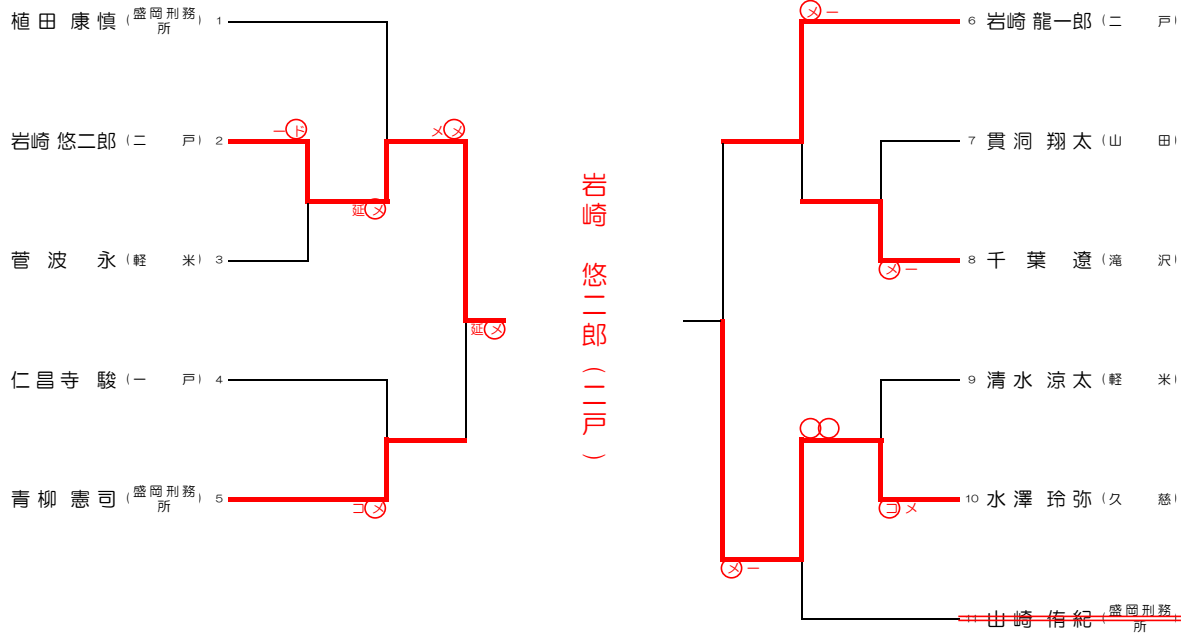 植田 康慎 (盛岡刑務所) 1
岩崎 悠二郎 (二 戸) 2
菅波 永 (軽 米) 3
仁昌寺 駿 (一 戸) 4
青柳 憲司 (盛岡刑務所) 5
一ド
延メ
メメ
コメ
延メ
岩崎 悠二郎(二戸)
メ一
6 岩崎 龍一郎 (二 戸)
7 貫洞 翔太 (山 田)
8 千葉 遼 (滝 沢)
メ一
9 清水 涼太 (軽 米)
10 水澤 玲弥 (久 慈)
コメ
メ一
11 山崎 侑紀 (盛岡刑務所)